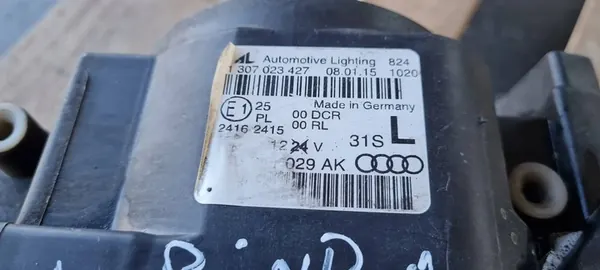 AL Automotive Lighting 824
1 307 023 427 08.01.15 1020
E1 25 Made in Germany
PL 00 DCR
2416 2415 00 RL
12 24 V 31S L
029 AK